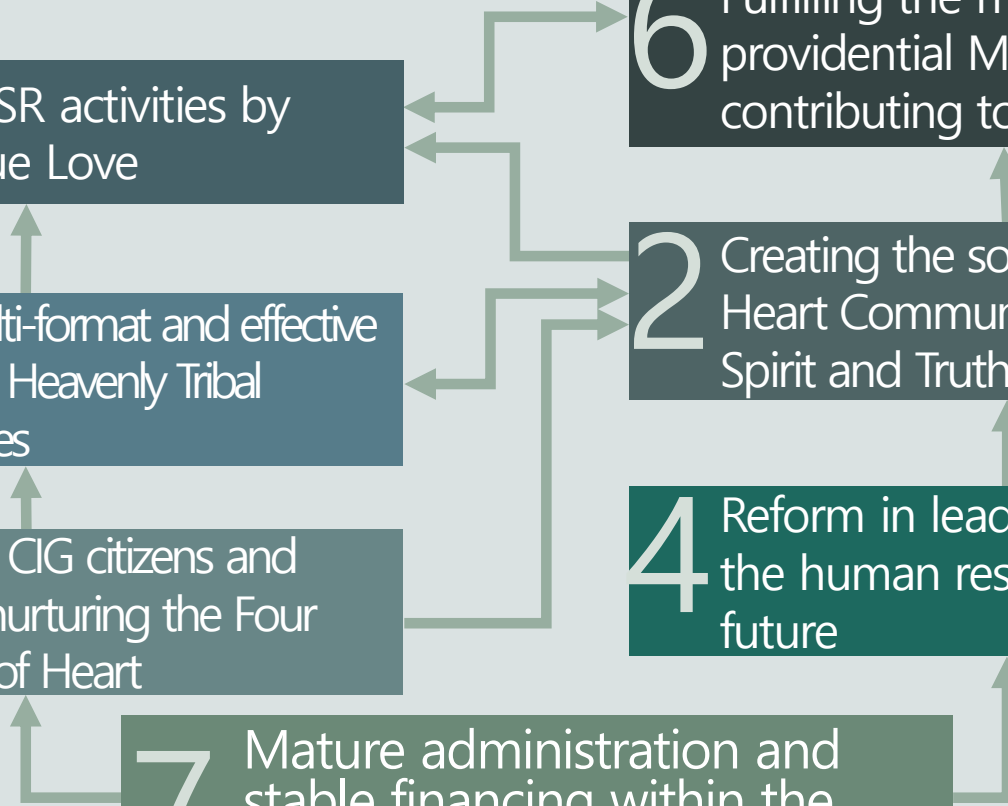 SR activities by
ue Love
lti-format and effective
Heavenly Tribal
es
CIG citizens and
nurturing the Four
of Heart
6
Fulfilling the m
providential M
contributing to
2
Creating the so
Heart Commun
Spirit and Truth
4
Reform in lead
the human res
future
7
Mature administration and
stable financing within the